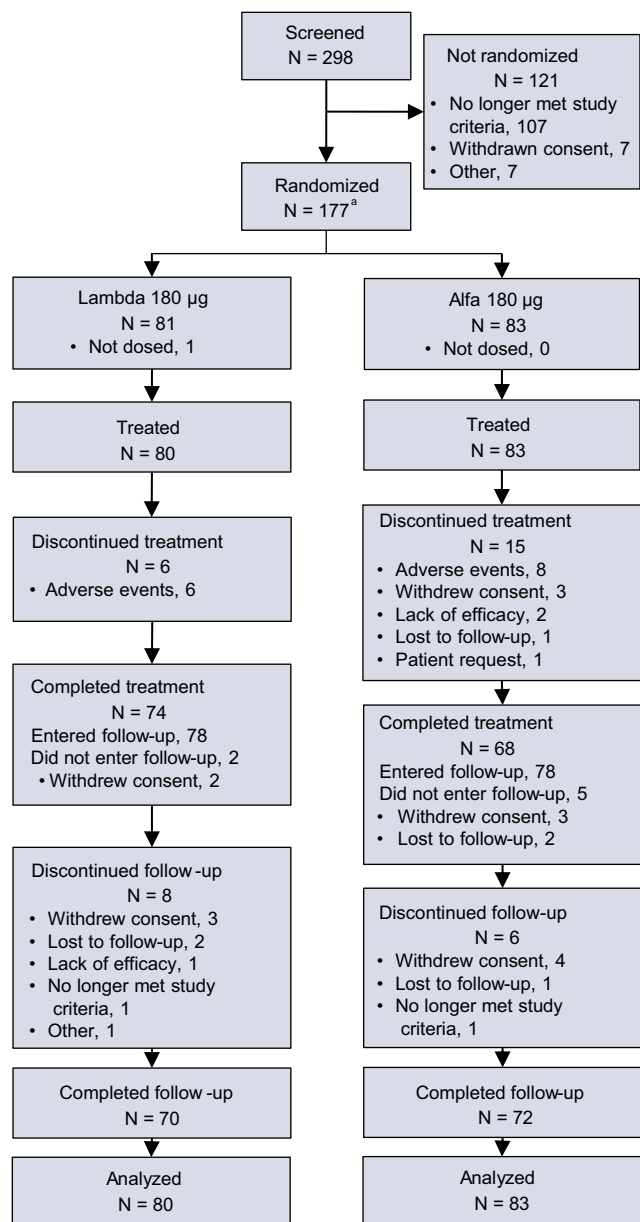 Screened
N = 298
Not randomized
N = 121
• No longer met study
criteria, 107
• Withdrawn consent, 7
• Other, 7
Randomized
N = 177a
Lambda 180 µg
N = 81
• Not dosed, 1
Treated
N = 80
Discontinued treatment
N = 6
• Adverse events, 6
Completed treatment
N = 74
Entered follow-up, 78
Did not enter follow-up, 2
• Withdrew consent, 2
Discontinued follow-up
N = 8
• Withdrew consent, 3
• Lost to follow-up, 2
• Lack of efficacy, 1
• No longer met study
criteria, 1
• Other, 1
Completed follow-up
N = 70
Analyzed
N = 80
Alfa 180 µg
N = 83
• Not dosed, 0
Treated
N = 83
Discontinued treatment
N = 15
• Adverse events, 8
• Withdrew consent, 3
• Lack of efficacy, 2
• Lost to follow-up, 1
• Patient request, 1
Completed treatment
N = 68
Entered follow-up, 78
Did not enter follow-up, 5
• Withdrew consent, 3
• Lost to follow-up, 2
Discontinued follow-up
N = 6
• Withdrew consent, 4
• Lost to follow-up, 1
• No longer met study
criteria, 1
Completed follow-up
N = 72
Analyzed
N = 83